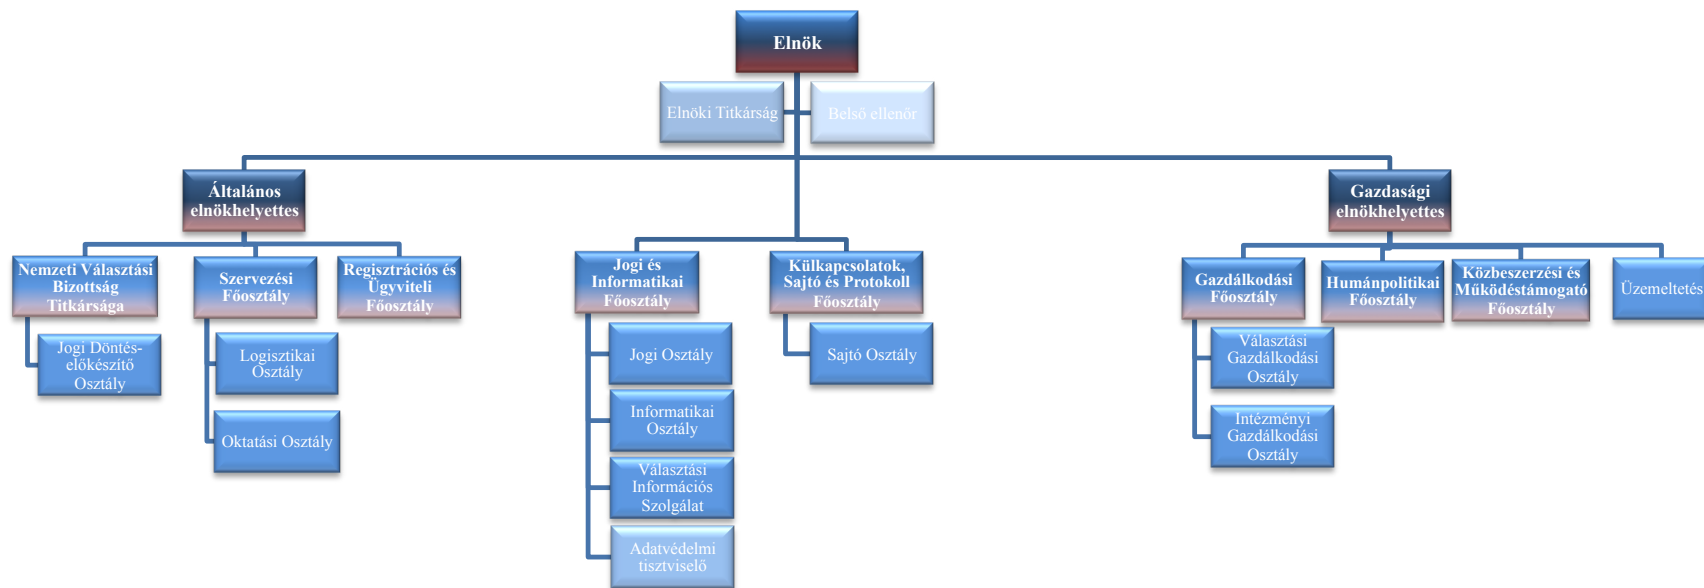 Elnök
Elnöki Titkárság
Belső ellenőr
Általános
elnökhelyettes
Gazdasági
elnökhelyettes
Nemzeti Választási
Bizottság
Titkársága
Szervezési
Főosztály
Regisztrációs és
Ügyviteli
Főosztály
Jogi és
Informatikai
Főosztály
Külkapcsolatok,
Sajtó és Protokoll
Főosztály
Gazdálkodási
Főosztály
Humánpolitikai
Főosztály
Közbeszerzési és
Működéstámogató
Főosztály
Üzemeltetés
Jogi Döntés-
előkészítő
Osztály
Logisztikai
Osztály
Oktatási Osztály
Jogi Osztály
Informatikai
Osztály
Választási
Információs
Szolgálat
Adatvédelmi
tisztviselő
Sajtó Osztály
Választási
Gazdálkodási
Osztály
Intézményi
Gazdálkodási
Osztály